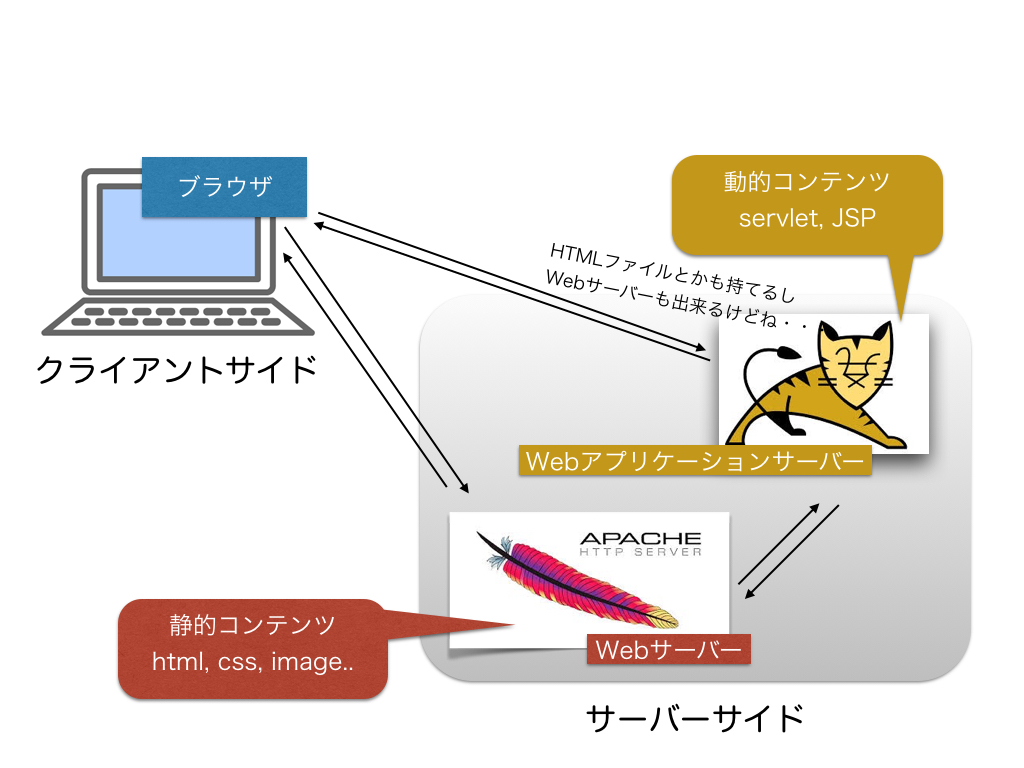 ブラウザ
動的コンテンツ
servlet, JSP
HTMLファイルとかも持てるし
Webサーバーも出来るけどね・・・
クライアントサイド
Webアプリケーションサーバー
APACHE
HTTP SERVER
静的コンテンツ
html, css, image..
Webサーバー
サーバーサイド